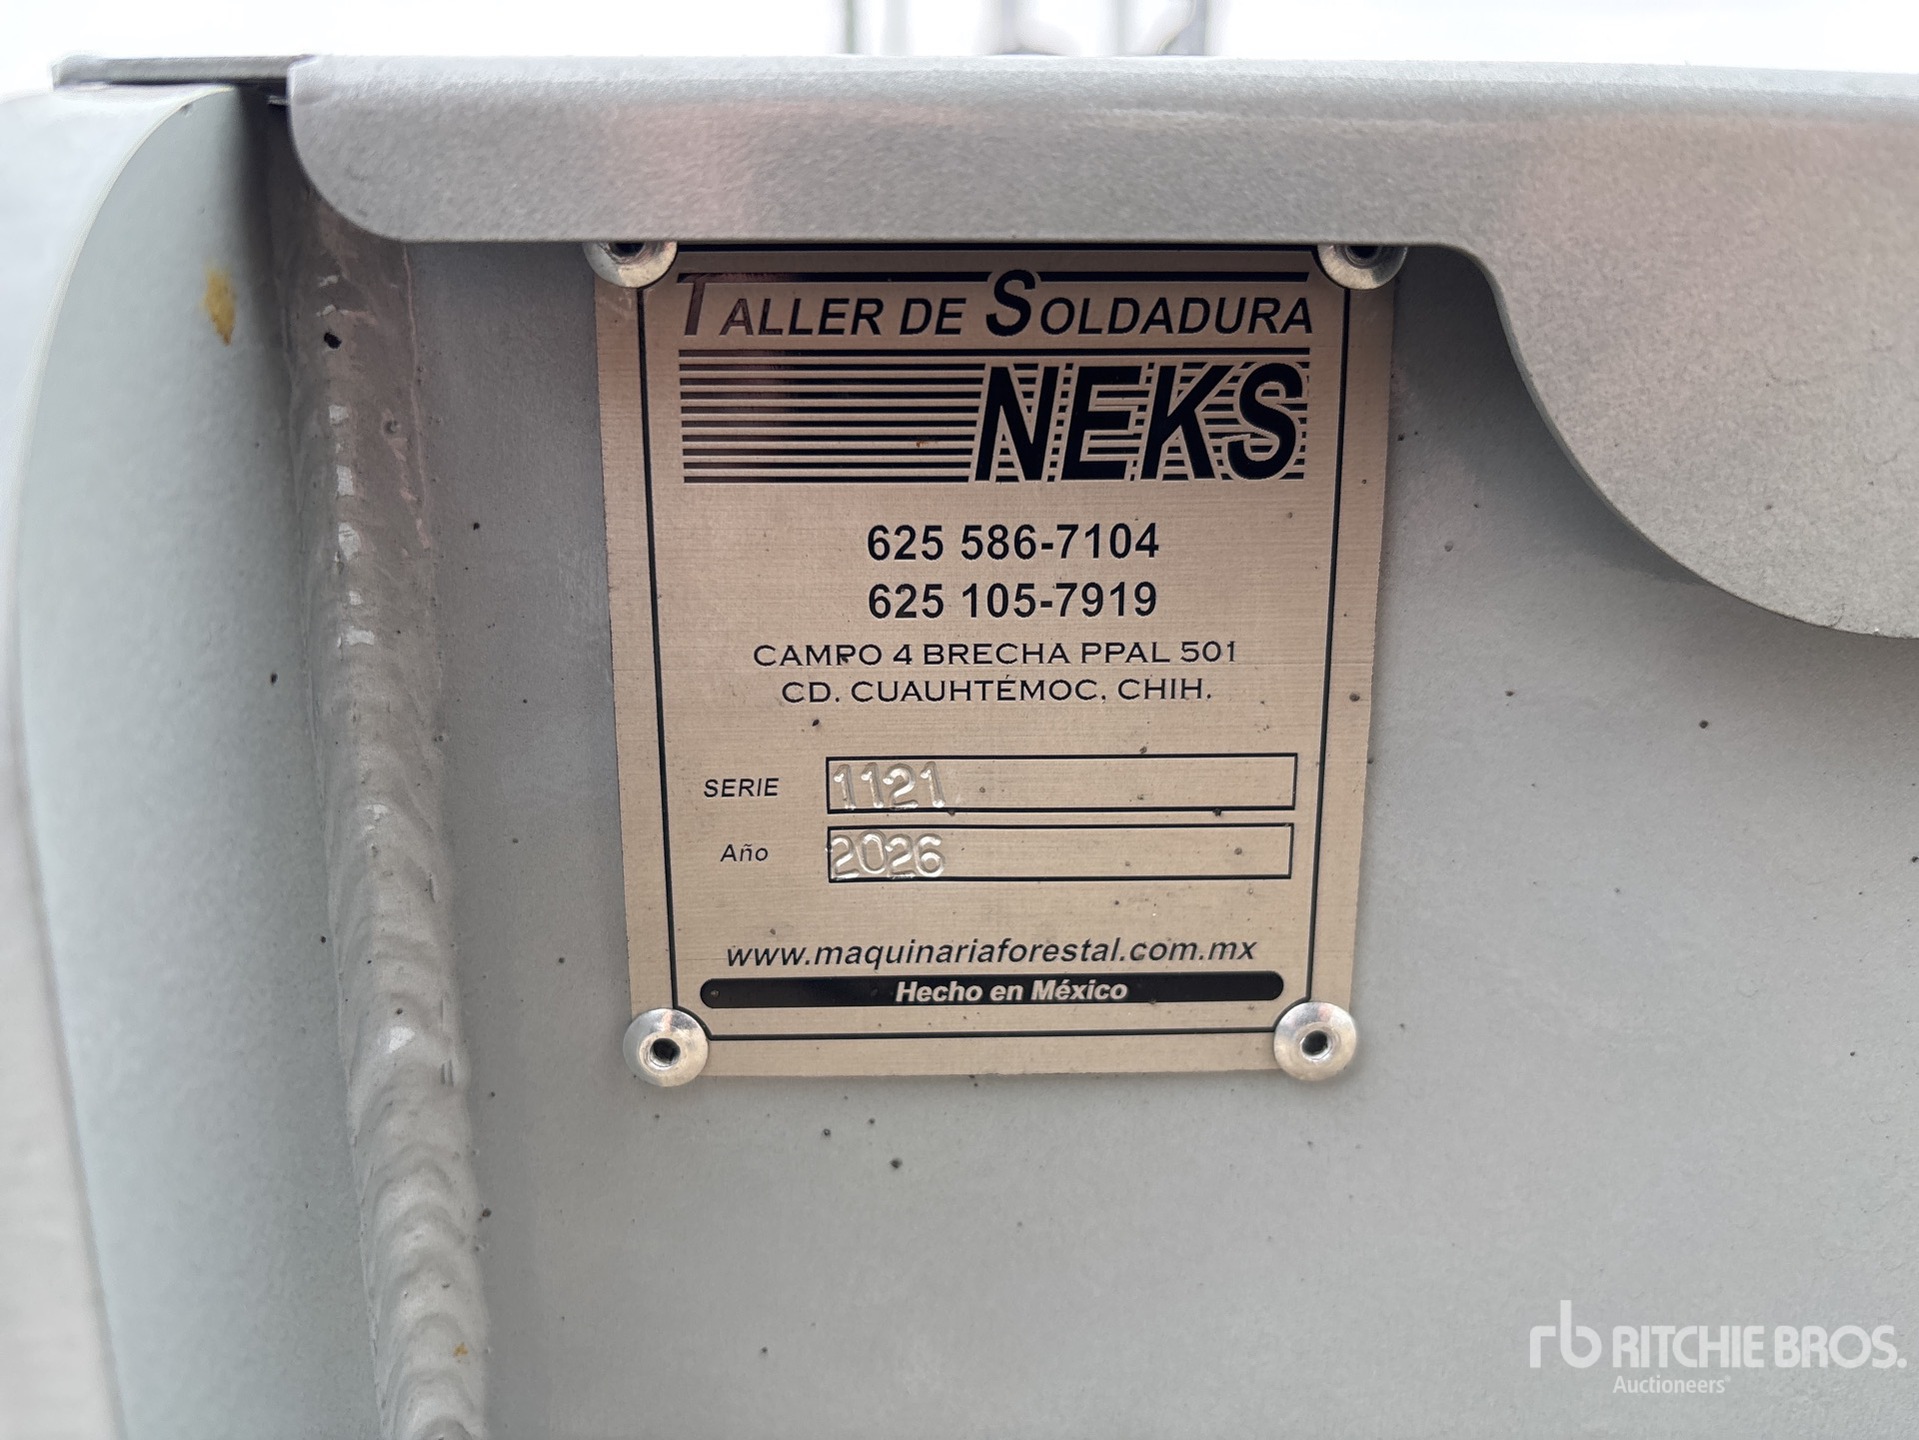 TALLER DE SOLDADURA
NEKS
625 586-7104
625 105-7919
CAMPO 4 BRECHA PPAL 501
CD. CUAUHTÉMOC, CHIH.
SERIE 1121
Año 2026
www.maquinariaforestal.com.mx
Hecho en México
rb RITCHIE BROS.
Auctioneers